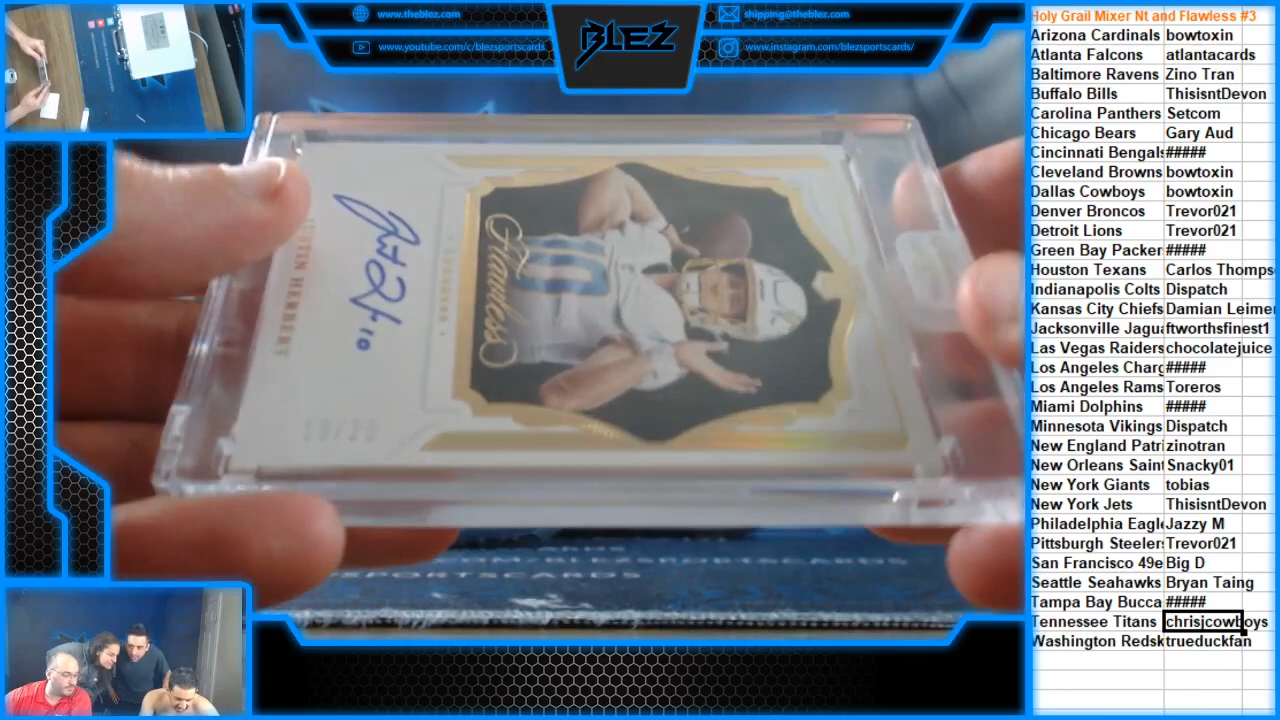 www.theblez.com
www.youtube.com/c/blezsportscards
BLEZ
shipping@theblez.com
www.instagram.com/blezsportscards/
JUSTIN HERBERT
CHARGERS
Flawless
10
SPORTSCARDS
Holy Grail Mixer Nt and Flawless #3
Arizona Cardinals bowtoxin
Atlanta Falcons atlantacards
Baltimore Ravens Zino Tran
Buffalo Bills ThisisntDevon
Carolina Panthers Setcom
Chicago Bears Gary Aud
Cincinnati Bengals #####
Cleveland Browns bowtoxin
Dallas Cowboys bowtoxin
Denver Broncos Trevor021
Detroit Lions Trevor021
Green Bay Packer #####
Houston Texans Carlos Thomps
Indianapolis Colts Dispatch
Kansas City Chiefs Damian Leimer
Jacksonville Jagua ftworthsfinest1
Las Vegas Raiders chocolatejuice
Los Angeles Charg #####
Los Angeles Rams Toreros
Miami Dolphins #####
Minnesota Vikings Dispatch
New England Patri zinotran
New Orleans Saint Snacky01
New York Giants tobias
New York Jets ThisisntDevon
Philadelphia Eagle Jazzy M
Pittsburgh Steelers Trevor021
San Francisco 49e Big D
Seattle Seahawks Bryan Taing
Tampa Bay Bucca #####
Tennessee Titans chrisjcowboys
Washington Redsk trueduckfan